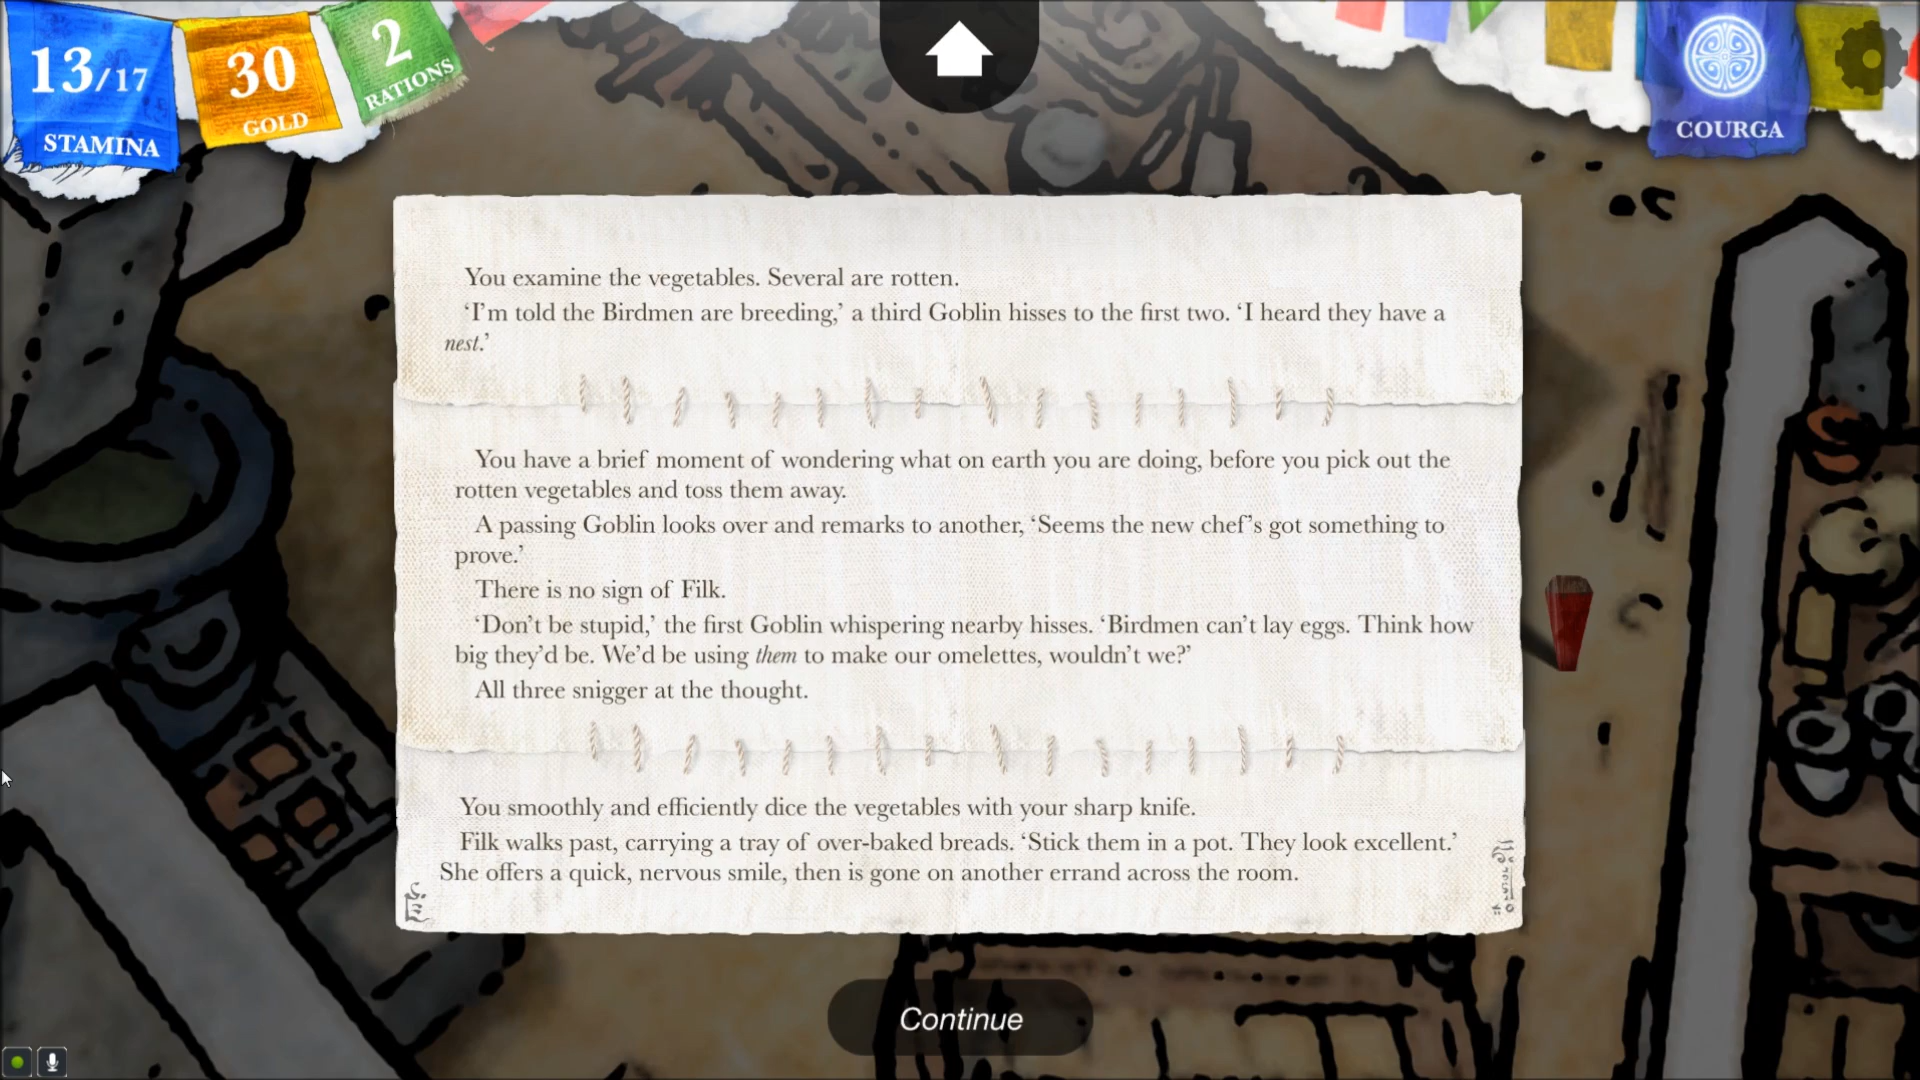 13/17
STAMINA
30
GOLD
2
RATIONS
COURGA
You examine the vegetables. Several are rotten.
‘I’m told the Birdmen are breeding,’ a third Goblin hisses to the first two. ‘I heard they have a
nest.’
You have a brief moment of wondering what on earth you are doing, before you pick out the
rotten vegetables and toss them away.
A passing Goblin looks over and remarks to another, ‘Seems the new chef’s got something to
prove.’
There is no sign of Filk.
‘Don’t be stupid,’ the first Goblin whispering nearby hisses. ‘Birdmen can’t lay eggs. Think how
big they’d be. We’d be using them to make our omelettes, wouldn’t we?’
All three snigger at the thought.
You smoothly and efficiently dice the vegetables with your sharp knife.
Filk walks past, carrying a tray of over-baked breads. ‘Stick them in a pot. They look excellent.’
She offers a quick, nervous smile, then is gone on another errand across the room.
Continue